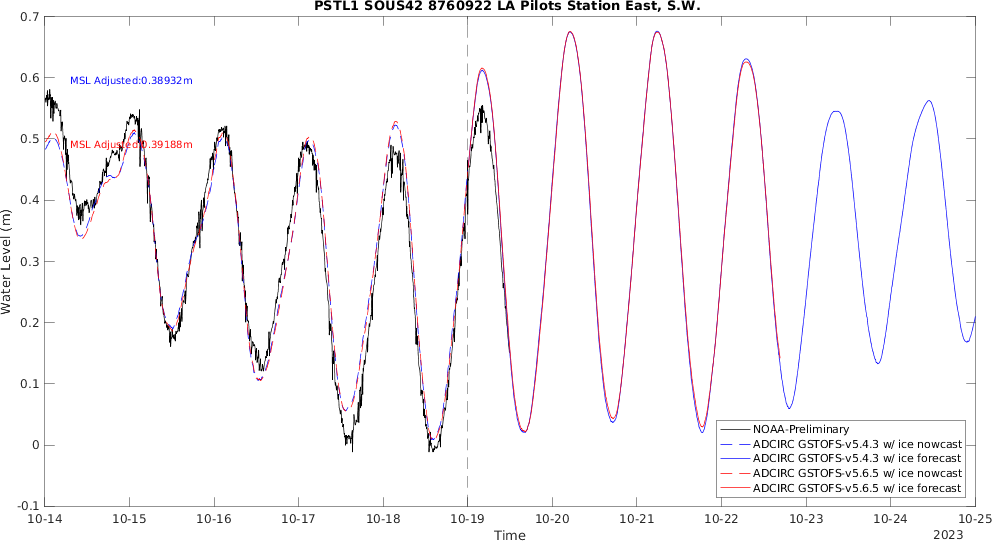 PSTL1 SOUS42 8760922 LA Pilots Station East, S.W.
0.7
0.6
0.5
0.4
0.3
0.2
0.1
0
-0.1
Water Level (m)
MSL Adjusted:0.38932m
MSL Adjusted:0.39188m
NOAA-Preliminary
ADCIRC GSTOFS-v5.4.3 w/ ice nowcast
ADCIRC GSTOFS-v5.4.3 w/ ice forecast
ADCIRC GSTOFS-v5.6.5 w/ ice nowcast
ADCIRC GSTOFS-v5.6.5 w/ ice forecast
10-14 10-15 10-16 10-17 10-18 10-19 10-20 10-21 10-22 10-23 10-24 10-25
Time
2023